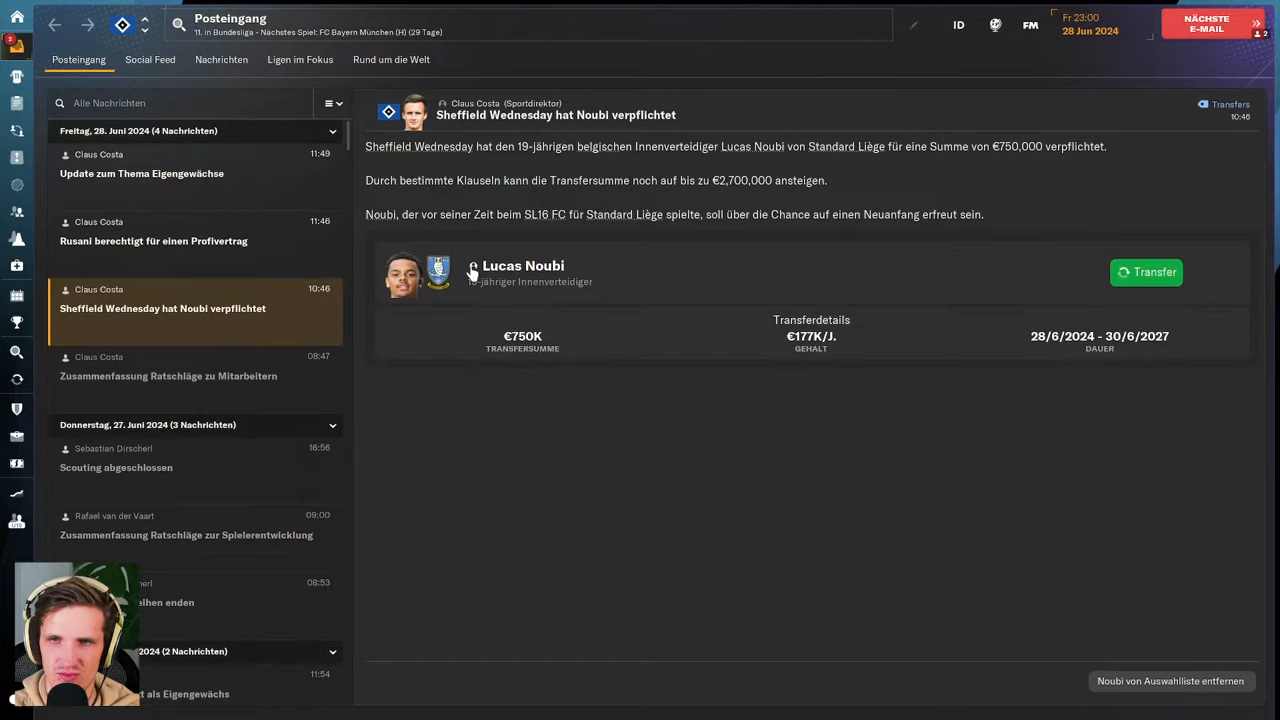 Posteingang
11. in Bundesliga - Nächstes Spiel: FC Bayern München (H) (29 Tage)
ID
FM
Fr 23:00
28 Jun 2024
NÄCHSTE
E-MAIL
2
2
Posteingang
Social Feed
Nachrichten
Ligen im Fokus
Rund um die Welt
Alle Nachrichten
Freitag, 28. Juni 2024 (4 Nachrichten)
Claus Costa
11:49
Update zum Thema Eigengewächse
Claus Costa
11:46
Rusani berechtigt für einen Profivertrag
Claus Costa
10:46
Sheffield Wednesday hat Noubi verpflichtet
Claus Costa
08:47
Zusammenfassung Ratschläge zu Mitarbeitern
Donnerstag, 27. Juni 2024 (3 Nachrichten)
Sebastian Dirscherl
16:56
Scouting abgeschlossen
Rafael van der Vaart
09:00
Zusammenfassung Ratschläge zur Spielerentwicklung
08:53
eihen enden
2024 (2 Nachrichten)
11:54
t als Eigengewächs
U19
Claus Costa (Sportdirektor)
Sheffield Wednesday hat Noubi verpflichtet
Transfers
10:46
Sheffield Wednesday hat den 19-jährigen belgischen Innenverteidiger Lucas Noubi von Standard Liège für eine Summe von €750,000 verpflichtet.
Durch bestimmte Klauseln kann die Transfersumme noch auf bis zu €2,700,000 ansteigen.
Noubi, der vor seiner Zeit beim SL16 FC für Standard Liège spielte, soll über die Chance auf einen Neuanfang erfreut sein.
Lucas Noubi
-jähriger Innenverteidiger
Transfer
Transferdetails
€750K
TRANSFERSUMME
€177K/J.
GEHALT
28/6/2024 - 30/6/2027
DAUER
Noubi von Auswahlliste entfernen